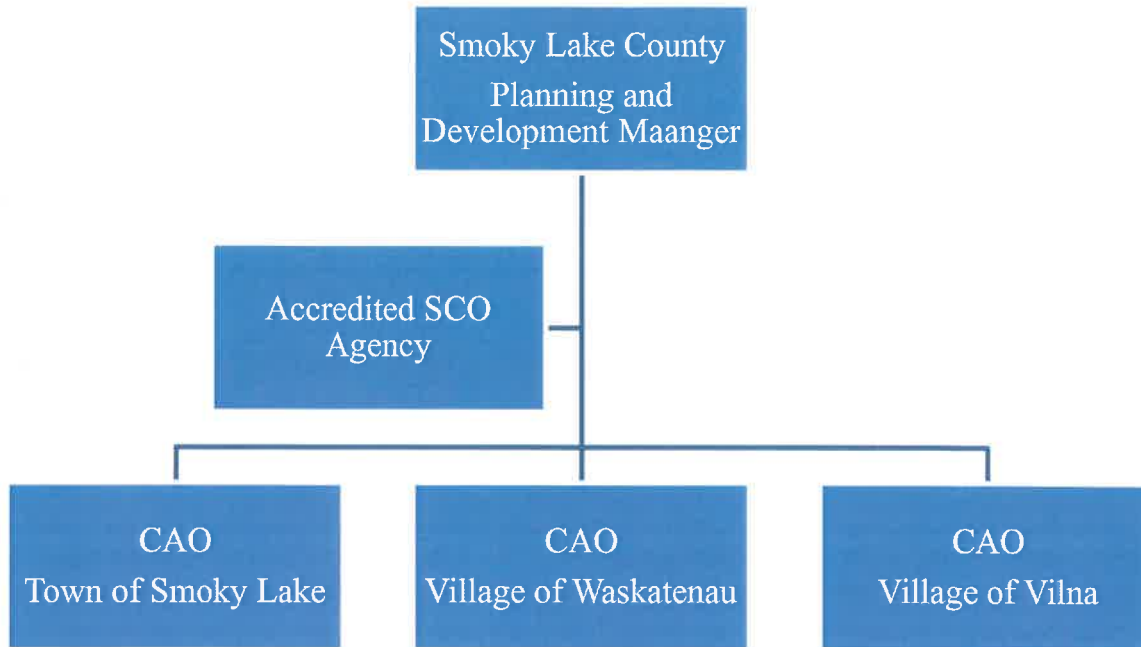 Smoky Lake County
Planning and
Development Maanger
Accredited SCO
Agency
CAO
Town of Smoky Lake
CAO
Village of Waskatenau
CAO
Village of Vilna